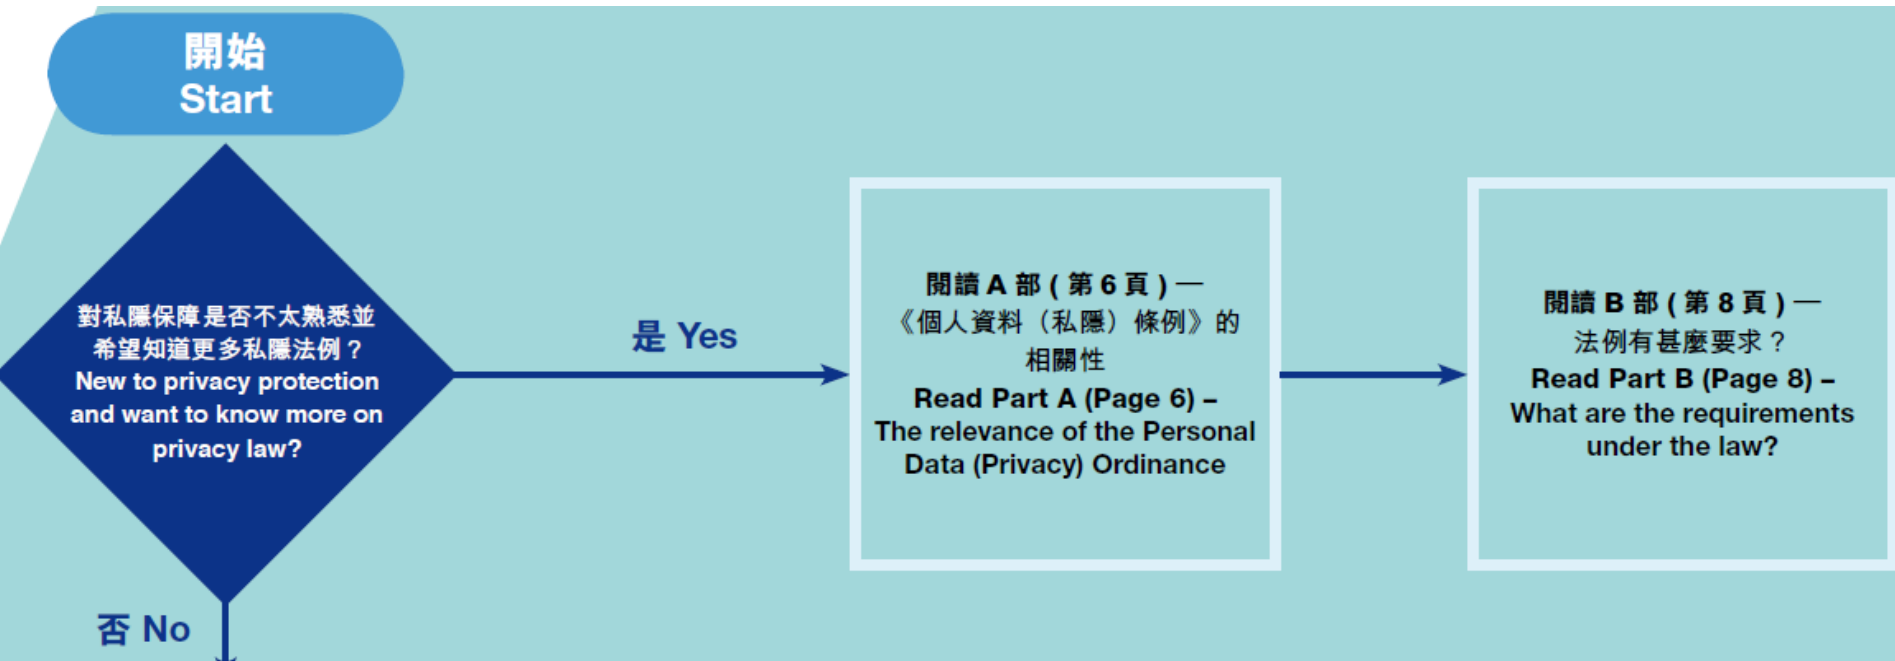 開始
Start
對私隱保障是否不太熟悉並
希望知道更多私隱法例？
New to privacy protection
and want to know more on
privacy law?
是 Yes
閱讀 A 部 ( 第 6 頁 ) —
《個人資料（私隱）條例》的
相關性
Read Part A (Page 6) –
The relevance of the Personal
Data (Privacy) Ordinance
閱讀 B 部 ( 第 8 頁 ) —
法例有甚麼要求？
Read Part B (Page 8) –
What are the requirements
under the law?
否 No